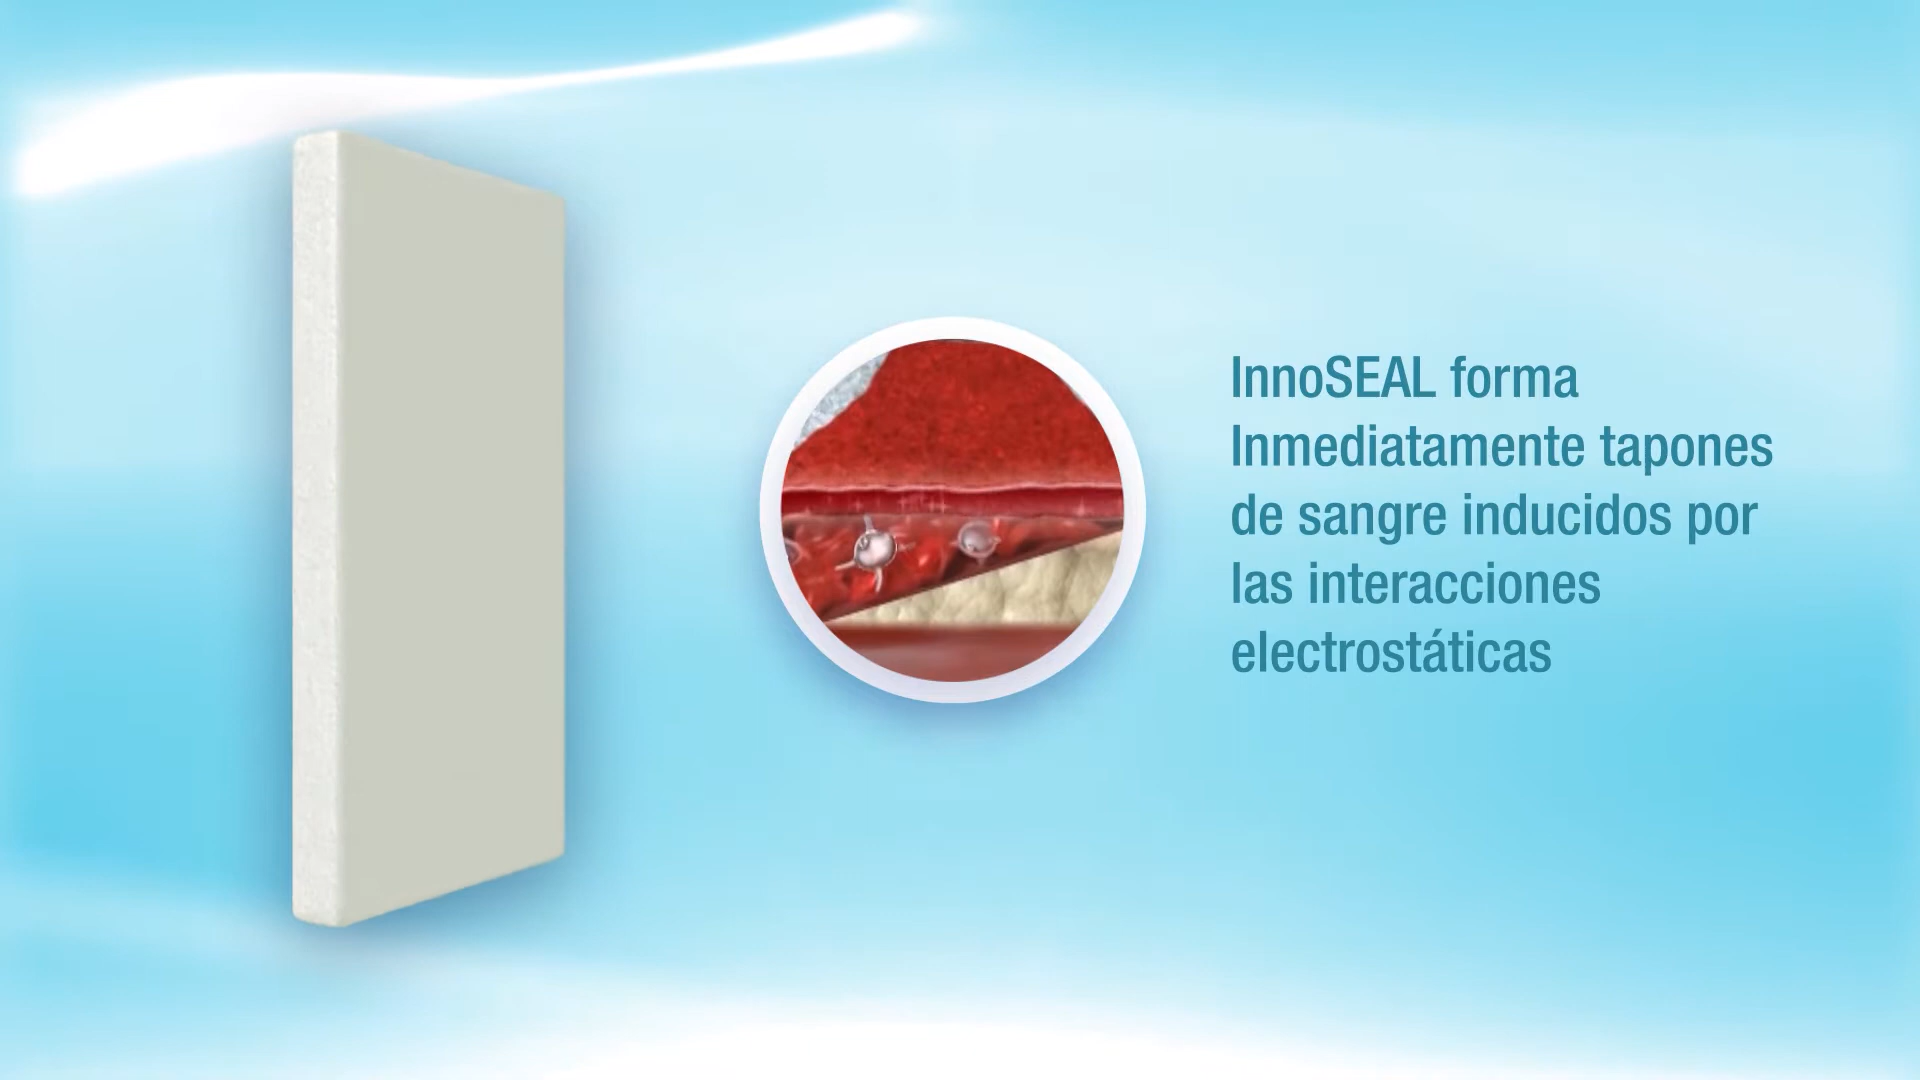 InnoSEAL forma
Inmediatamente tapones
de sangre inducidos por
las interacciones
electrostáticas